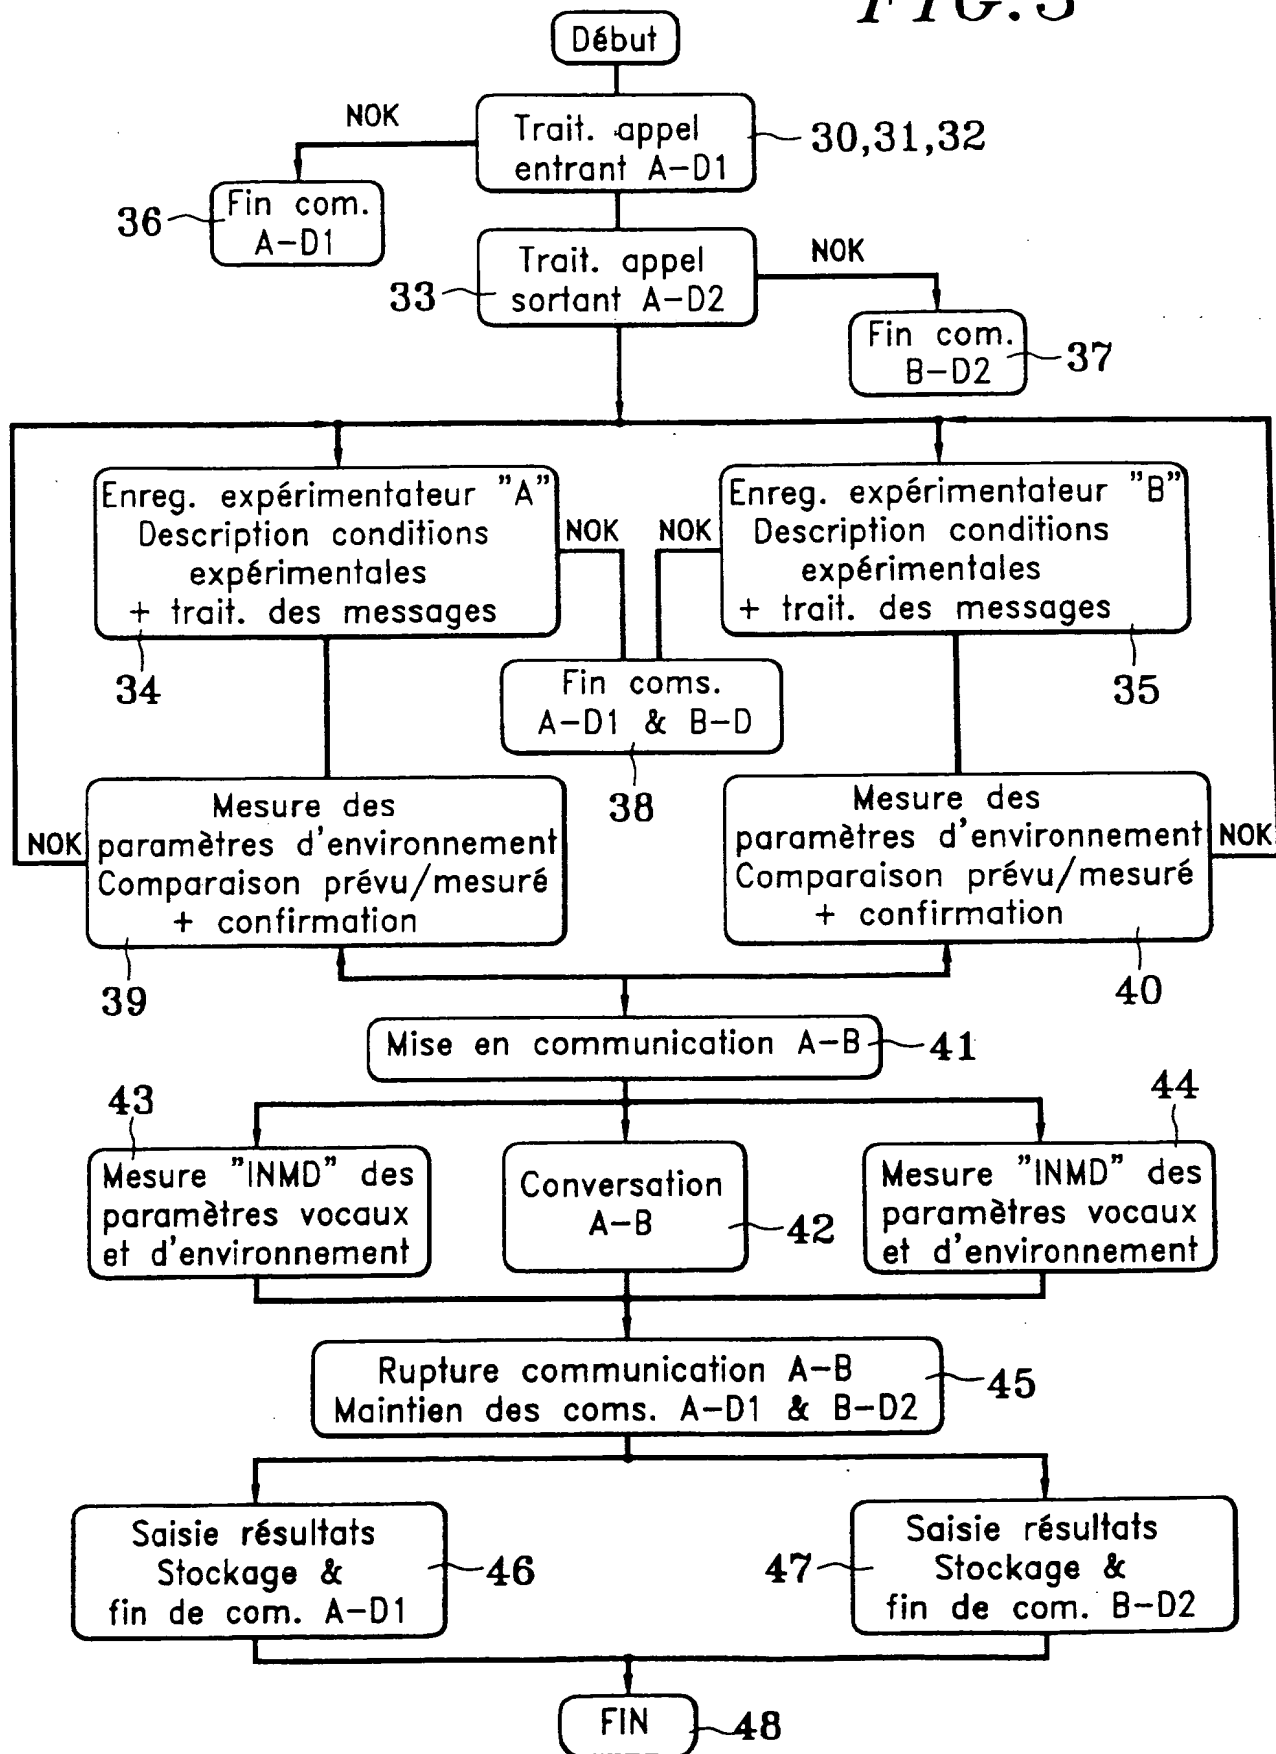 FIG. 3
Début
NOK
Trait. appel
entrant A-D1
30,31,32
36
Fin com.
A-D1
Trait. appel
sortant A-D2
33
NOK
Fin com.
B-D2
37
Enreg. expérimentateur "A"
Description conditions
expérimentales
+ trait. des messages
34
NOK
NOK
Enreg. expérimentateur "B"
Description conditions
expérimentales
+ trait. des messages
35
Fin coms.
A-D1 & B-D
38
NOK
Mesure des
paramètres d'environnement
Comparaison prévu/mesuré
+ confirmation
39
Mesure des
paramètres d'environnement
Comparaison prévu/mesuré
+ confirmation
NOK
40
Mise en communication A-B
41
43
Mesure "INMD" des
paramètres vocaux
et d'environnement
Conversation
A-B
42
44
Mesure "INMD" des
paramètres vocaux
et d'environnement
Rupture communication A-B
Maintien des coms. A-D1 & B-D2
45
Saisie résultats
Stockage &
fin de com. A-D1
46
47
Saisie résultats
Stockage &
fin de com. B-D2
FIN
48